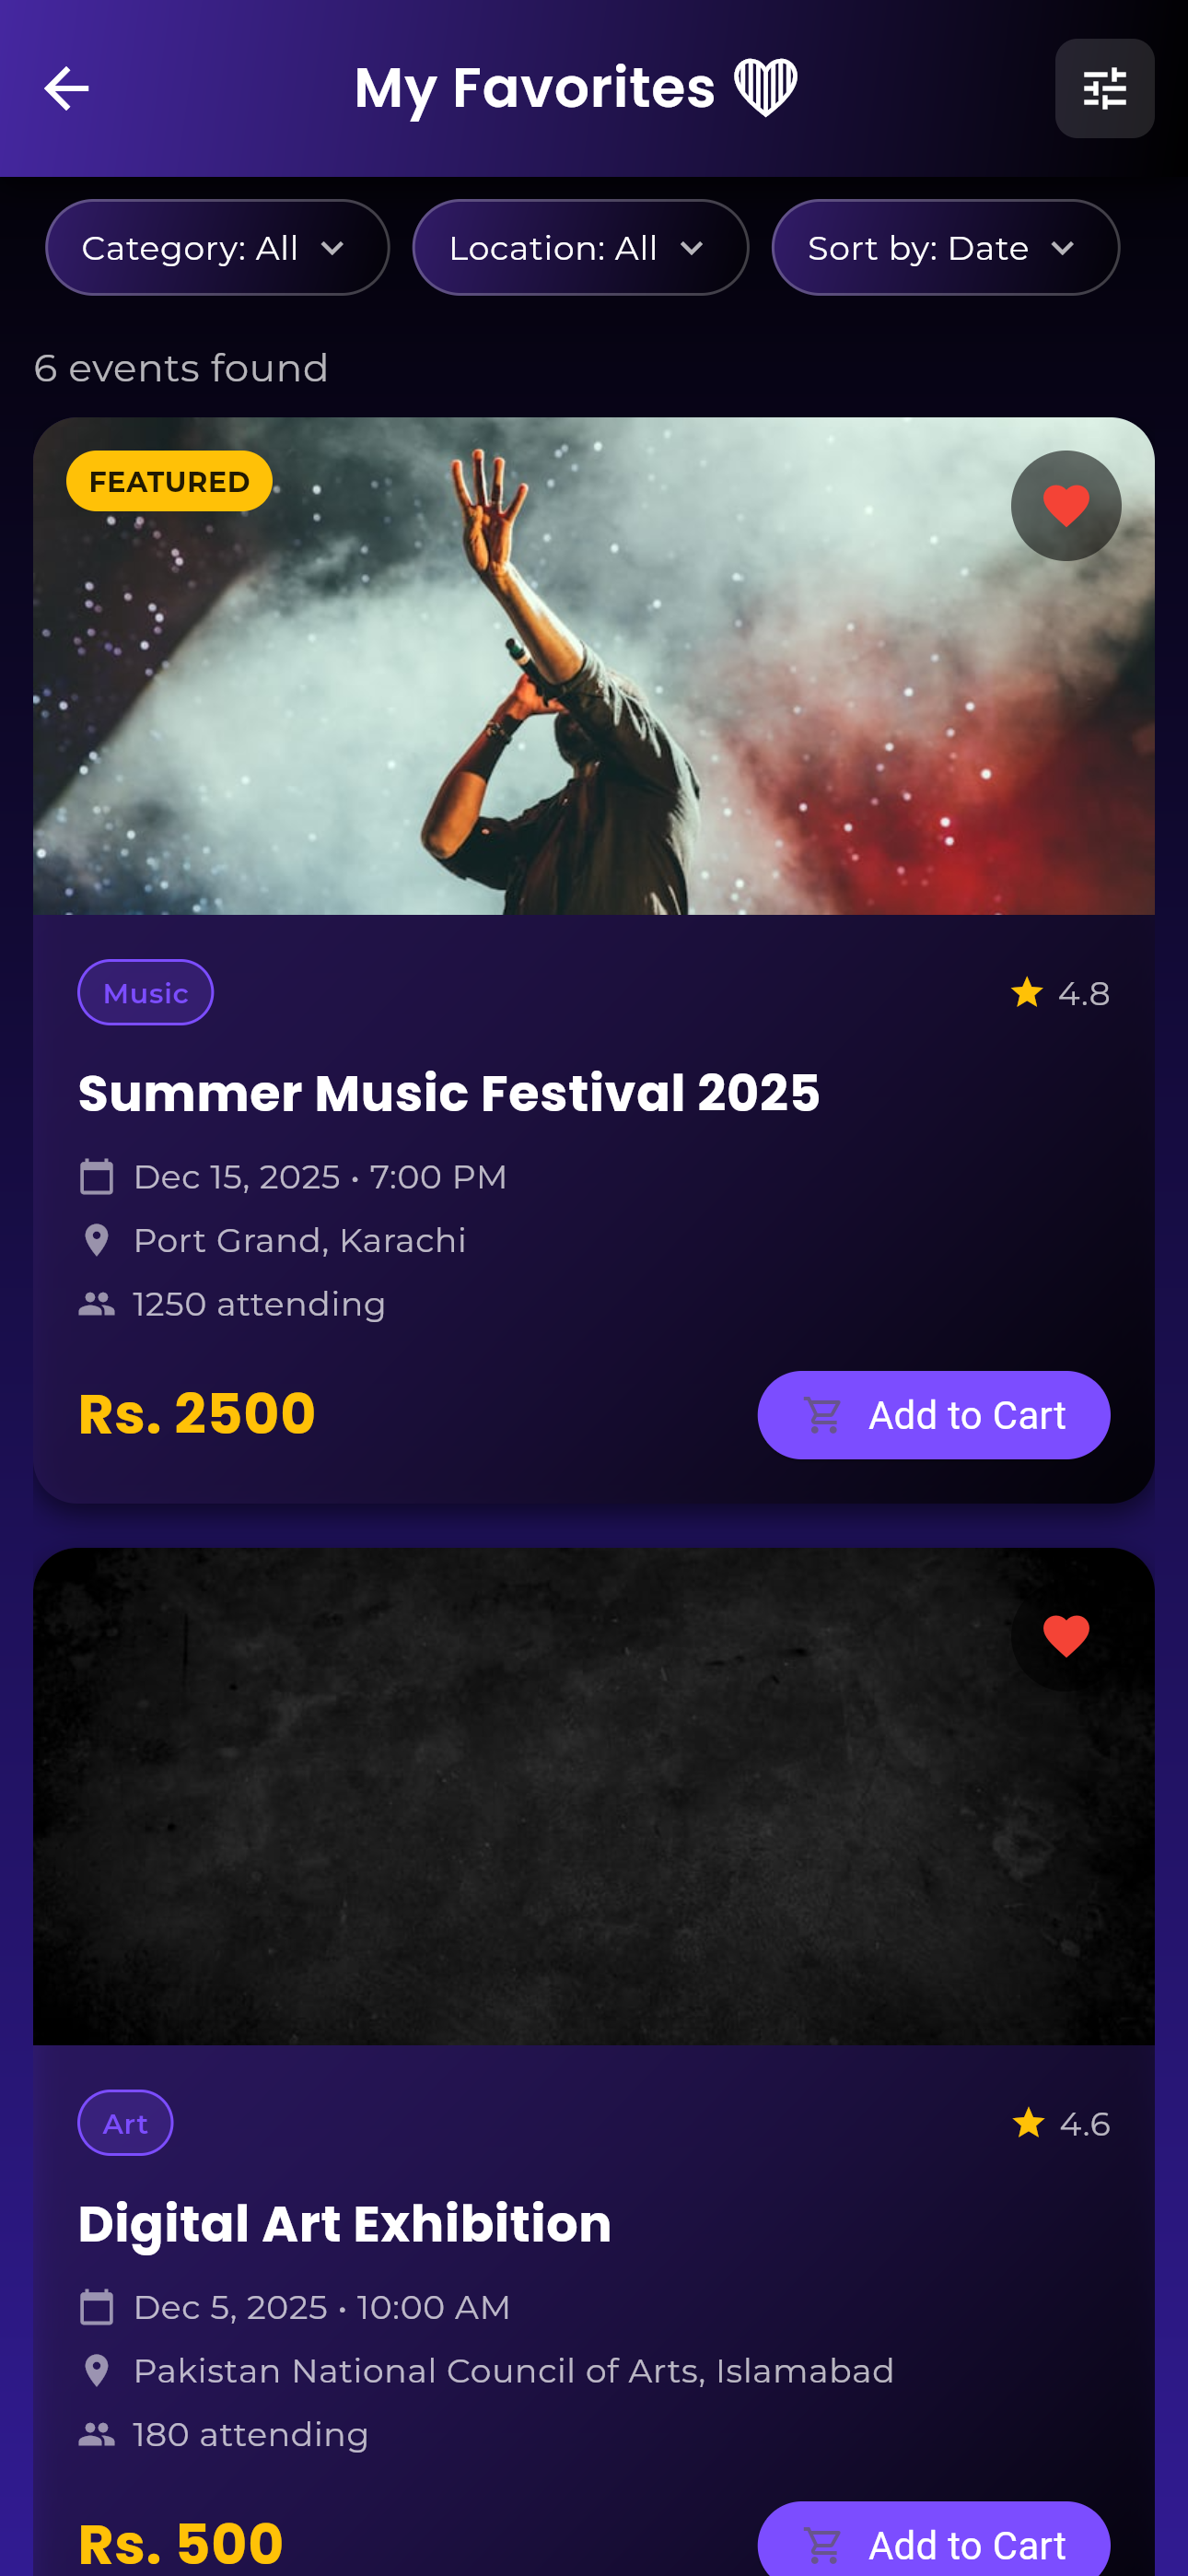 My Favorites
Category: All
Location: All
Sort by: Date
6 events found
FEATURED
Music
4.8
Summer Music Festival 2025
Dec 15, 2025 • 7:00 PM
Port Grand, Karachi
1250 attending
Rs. 2500
Add to Cart
Art
4.6
Digital Art Exhibition
Dec 5, 2025 • 10:00 AM
Pakistan National Council of Arts, Islamabad
180 attending
Rs. 500
Add to Cart